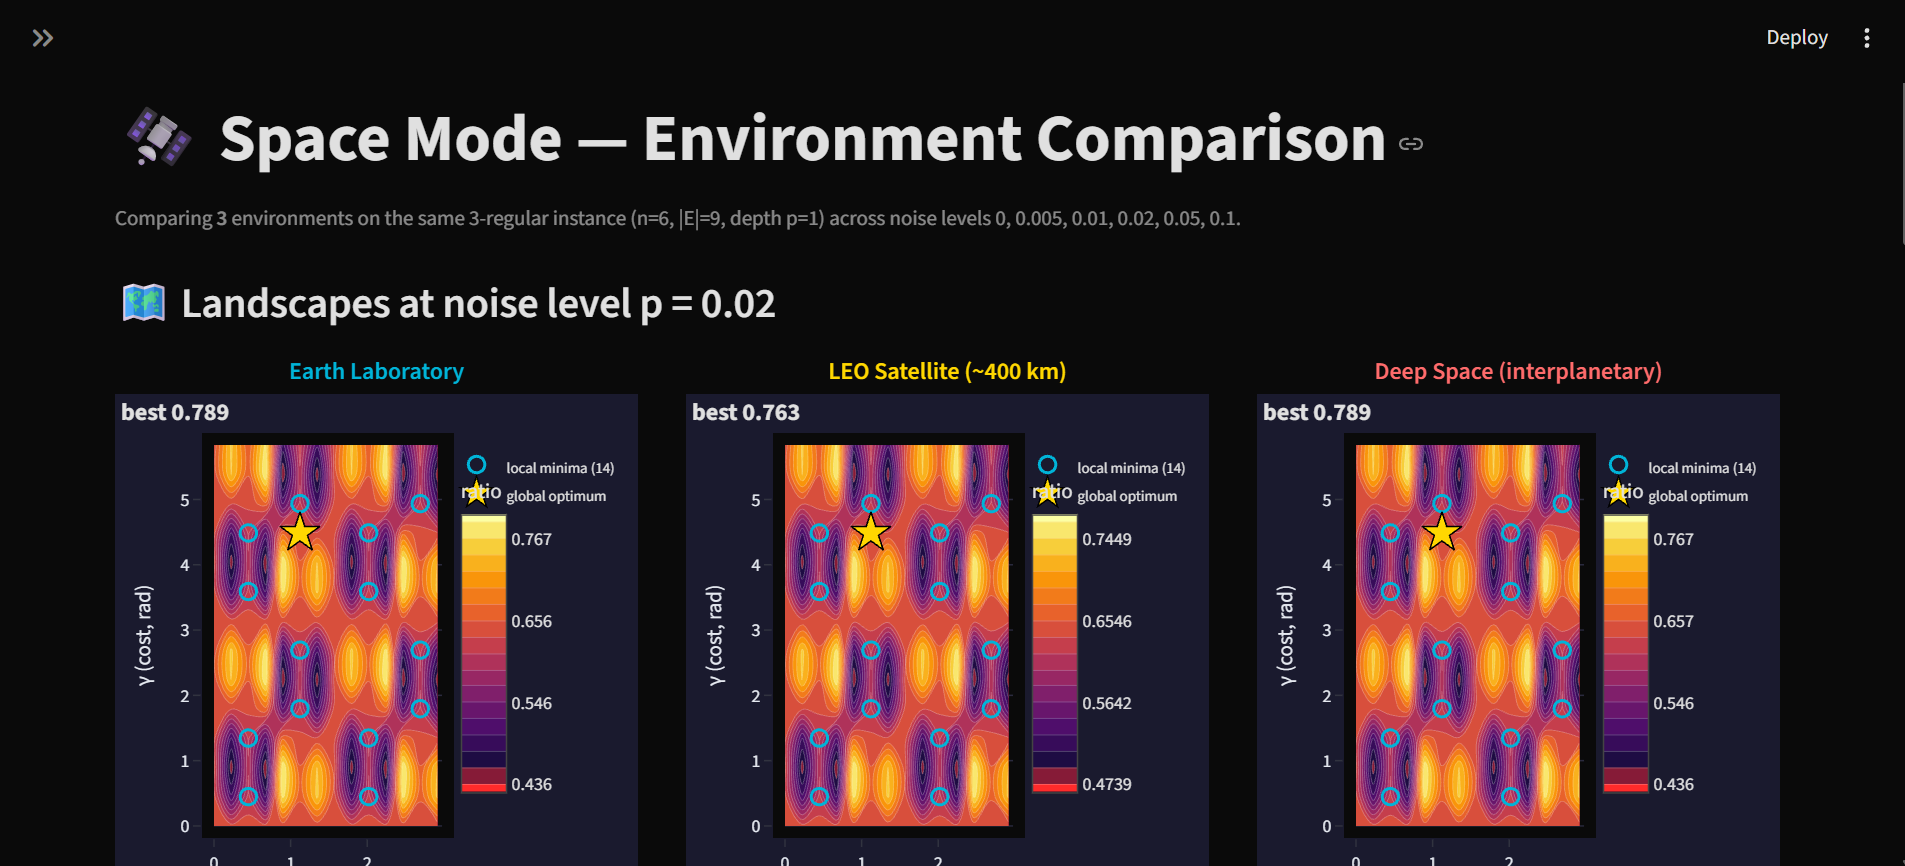 Deploy
Space Mode — Environment Comparison
Comparing 3 environments on the same 3-regular instance (n=6, |E|=9, depth p=1) across noise levels 0, 0.005, 0.01, 0.02, 0.05, 0.1.
Landscapes at noise level p = 0.02
Earth Laboratory
best 0.789
local minima (14)
ratio
global optimum
0.767
0.656
0.546
0.436
γ (cost, rad)
5
4
3
2
1
0
0 1 2
LEO Satellite (~400 km)
best 0.763
local minima (14)
ratio
global optimum
0.7449
0.6546
0.5642
0.4739
γ (cost, rad)
5
4
3
2
1
0
0 1 2
Deep Space (interplanetary)
best 0.789
local minima (14)
ratio
global optimum
0.767
0.657
0.546
0.436
γ (cost, rad)
5
4
3
2
1
0
0 1 2